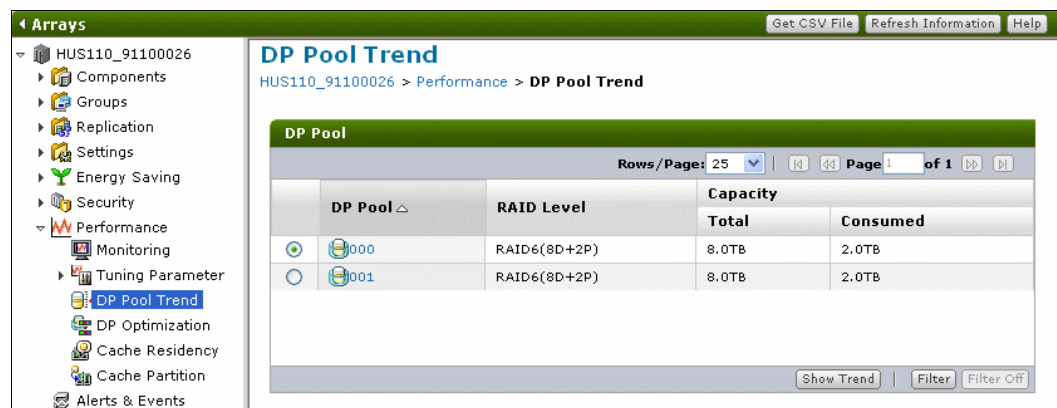 Arrays
Get CSV File Refresh Information Help
HUS110_91100026
Components
Groups
Replication
Settings
Energy Saving
Security
Performance
Monitoring
Tuning Parameter
DP Pool Trend
DP Optimization
Cache Residency
Cache Partition
Alerts & Events
DP Pool Trend
HUS110_91100026 > Performance > DP Pool Trend
DP Pool
Rows/Page: 25 | Page 1 of 1
DP Pool RAID Level Capacity
Total Consumed
000 RAID6(8D+2P) 8.0TB 2.0TB
001 RAID6(8D+2P) 8.0TB 2.0TB
Show Trend | Filter Filter Off